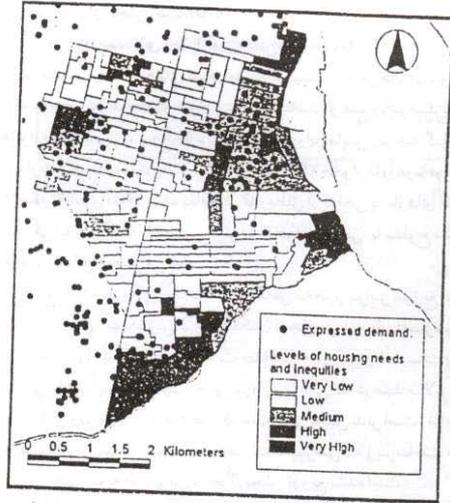 Expressed demand.
Levels of housing needs
and inequities
Very Low
Low
Medium
High
Very High
0 0.5 1 1.5 2 Kilometers